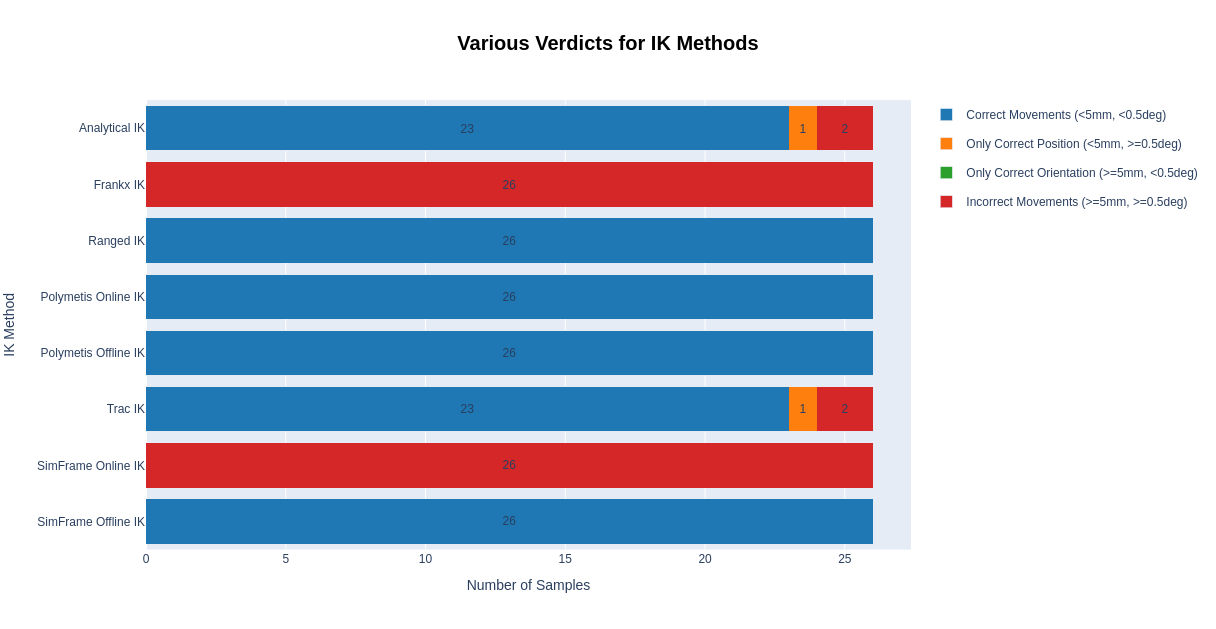 Various Verdicts for IK Methods
Correct Movements (<5mm, <0.5deg)
Only Correct Position (<5mm, >=0.5deg)
Only Correct Orientation (>=5mm, <0.5deg)
Incorrect Movements (>=5mm, >=0.5deg)
IK Method
Analytical IK 23 1 2
Frankx IK 26
Ranged IK 26
Polymetis Online IK 26
Polymetis Offline IK 26
Trac IK 23 1 2
SimFrame Online IK 26
SimFrame Offline IK 26
0 5 10 15 20 25
Number of Samples